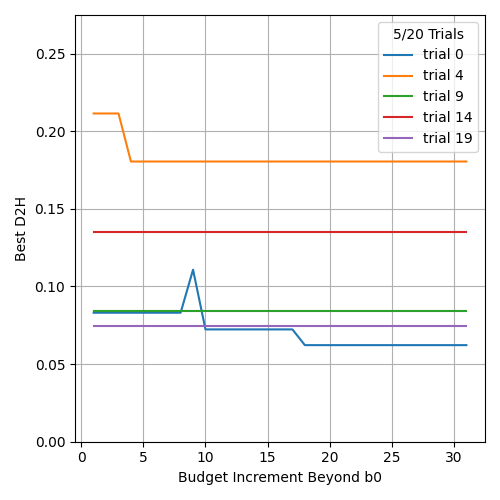 5/20 Trials
trial 0
trial 4
trial 9
trial 14
trial 19
0.25
0.20
0.15
0.10
0.05
0.00
Best D2H
0 5 10 15 20 25 30
Budget Increment Beyond b0